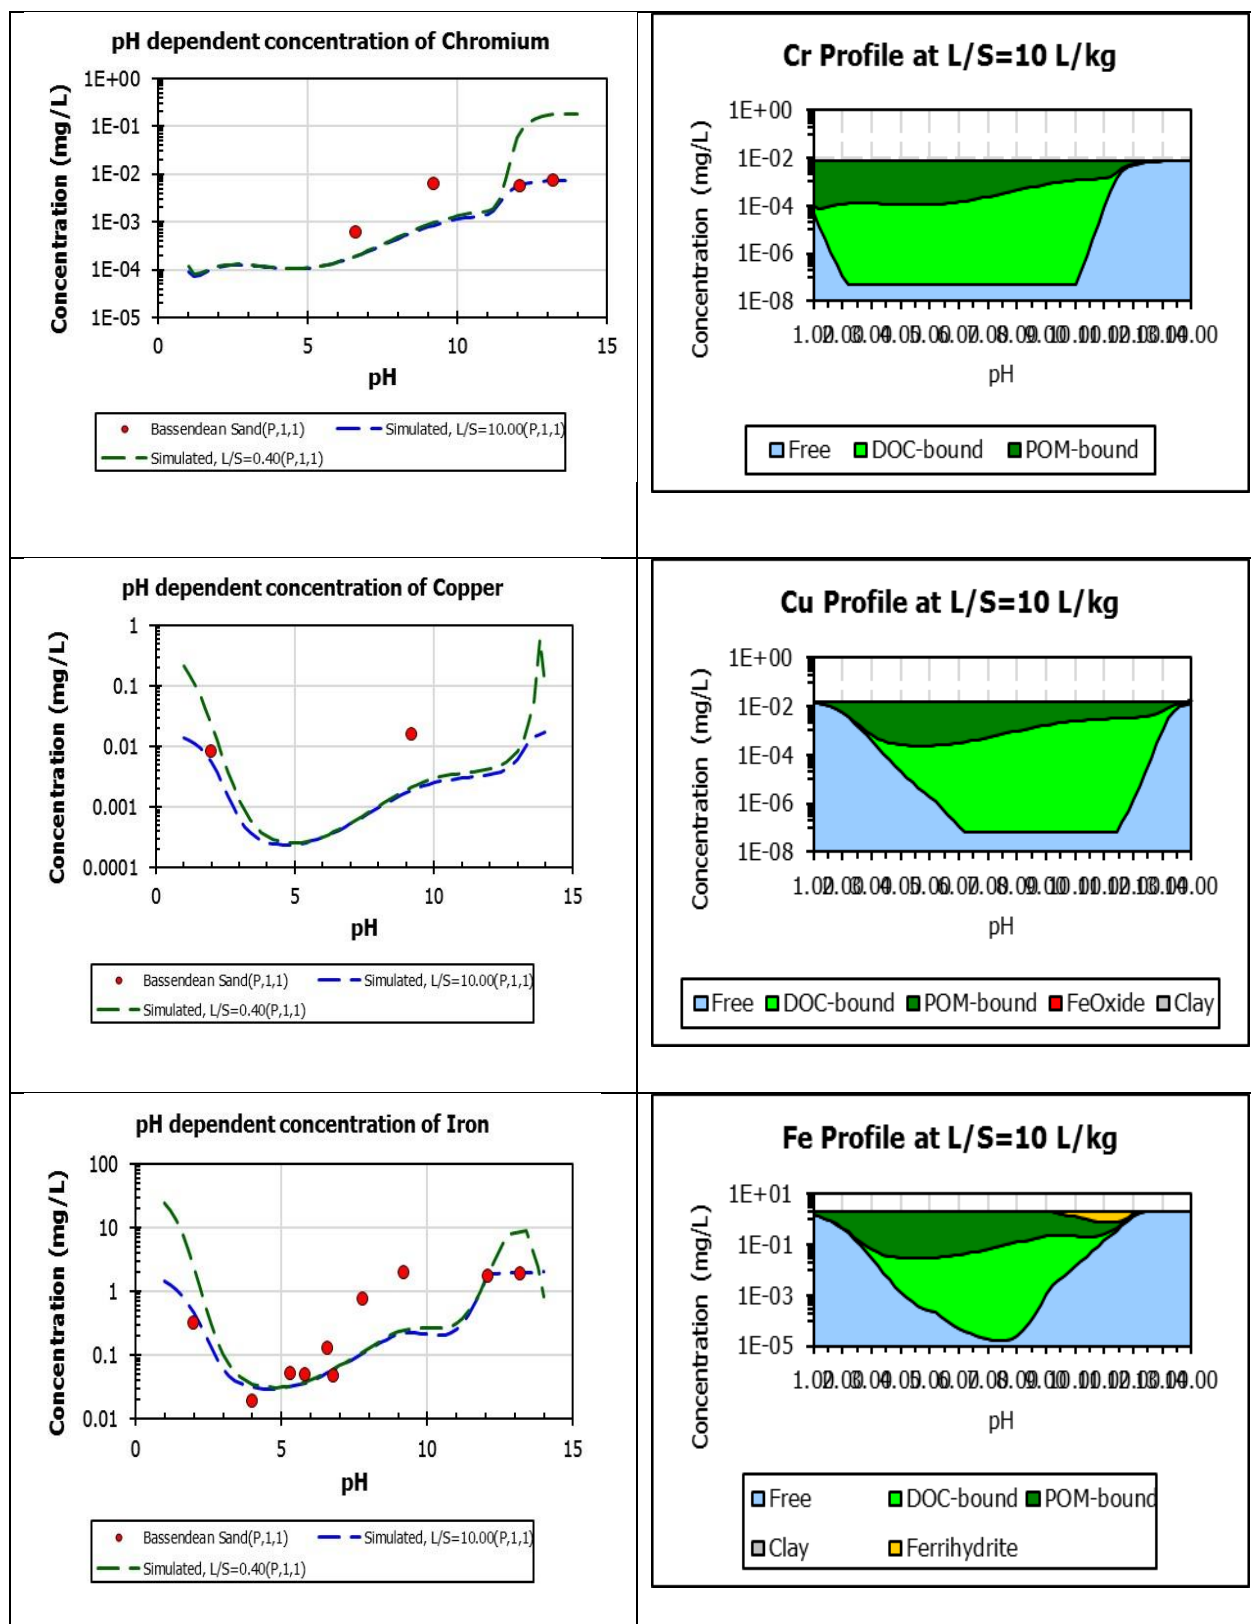 pH dependent concentration of Chromium
Concentration (mg/L)
1E+00
1E-01
1E-02
1E-03
1E-04
1E-05
0 5 10 15
pH
Bassendean Sand(P,1,1) Simulated, L/S=10.00(P,1,1)
Simulated, L/S=0.40(P,1,1)
Cr Profile at L/S=10 L/kg
Concentration (mg/L)
1E+00
1E-02
1E-04
1E-06
1E-08
pH
Free DOC-bound POM-bound
pH dependent concentration of Copper
Concentration (mg/L)
1
0.1
0.01
0.001
0.0001
0 5 10 15
pH
Bassendean Sand(P,1,1) Simulated, L/S=10.00(P,1,1)
Simulated, L/S=0.40(P,1,1)
Cu Profile at L/S=10 L/kg
Concentration (mg/L)
1E+00
1E-02
1E-04
1E-06
1E-08
pH
Free DOC-bound POM-bound FeOxide Clay
pH dependent concentration of Iron
Concentration (mg/L)
100
10
1
0.1
0.01
0 5 10 15
pH
Bassendean Sand(P,1,1) Simulated, L/S=10.00(P,1,1)
Simulated, L/S=0.40(P,1,1)
Fe Profile at L/S=10 L/kg
Concentration (mg/L)
1E+01
1E-01
1E-03
1E-05
pH
Free DOC-bound POM-bound
Clay Ferrihydrite